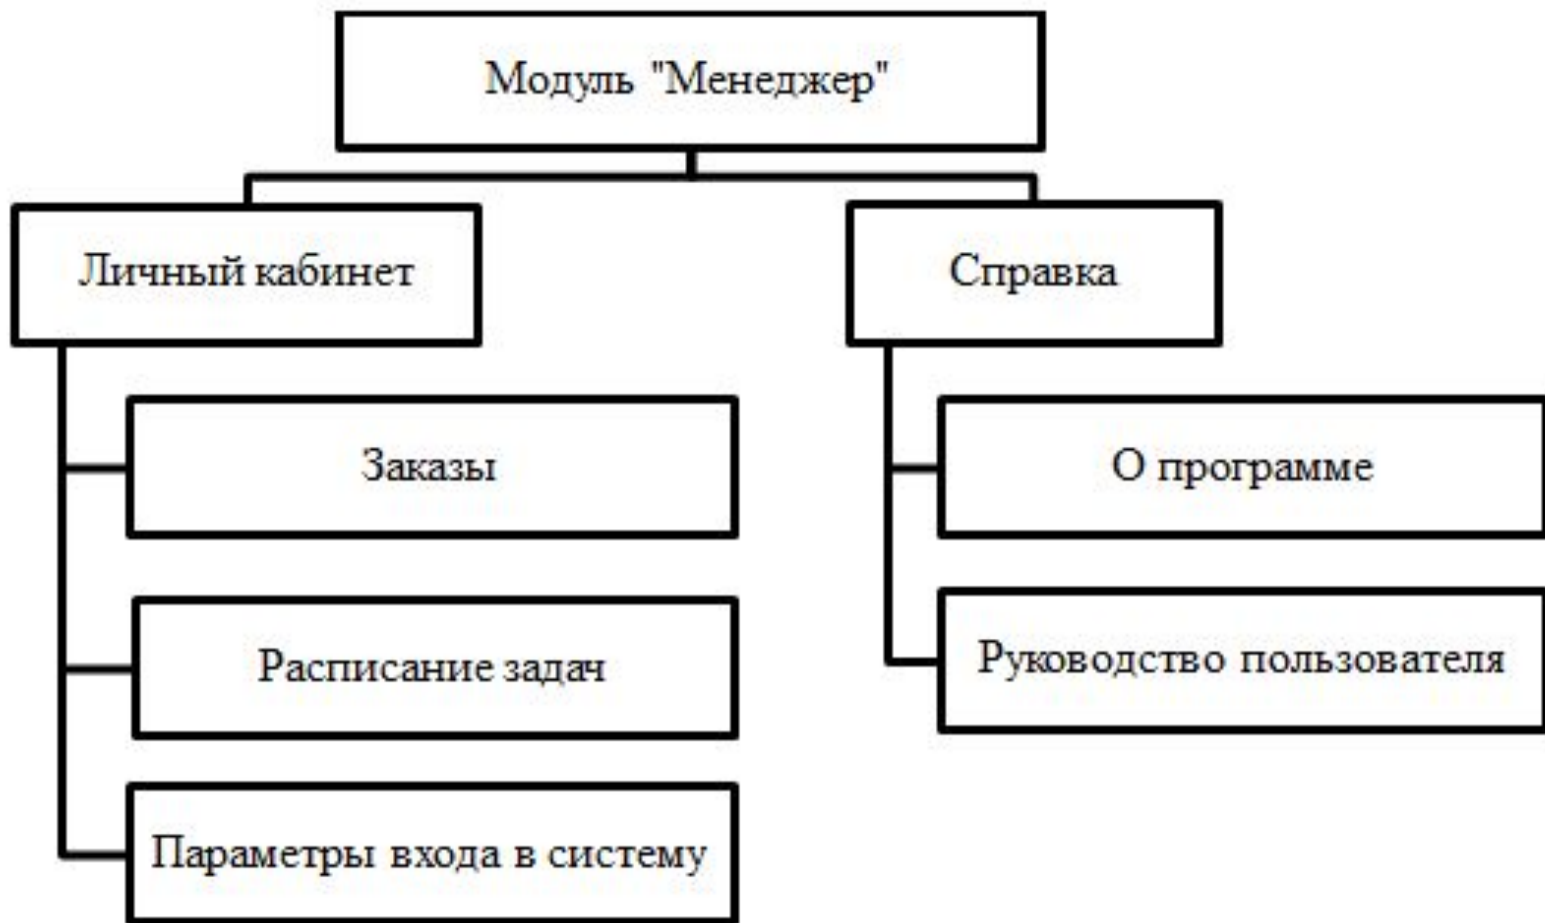 Модуль "Менеджер"
Личный кабинет
Заказы
Расписание задач
Параметры входа в систему
Справка
О программе
Руководство пользователя